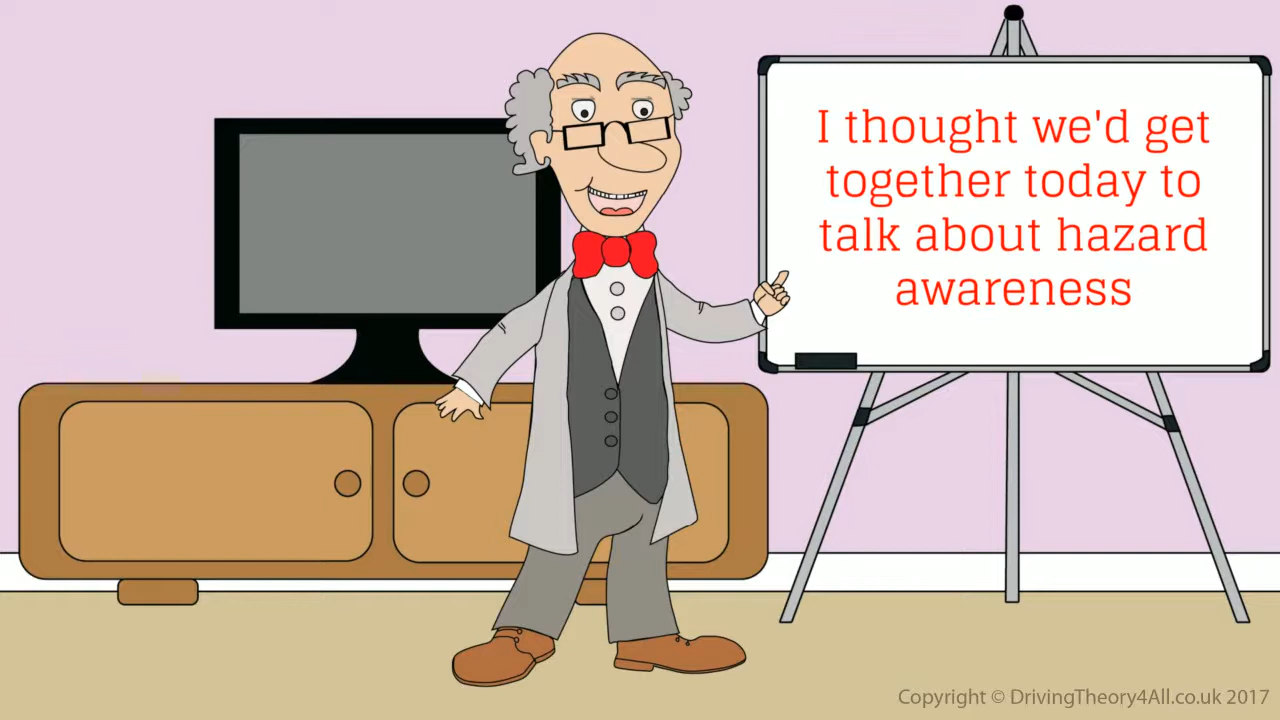 I thought we'd get
together today to
talk about hazard
awareness
Copyright © DrivingTheory4All.co.uk 2017